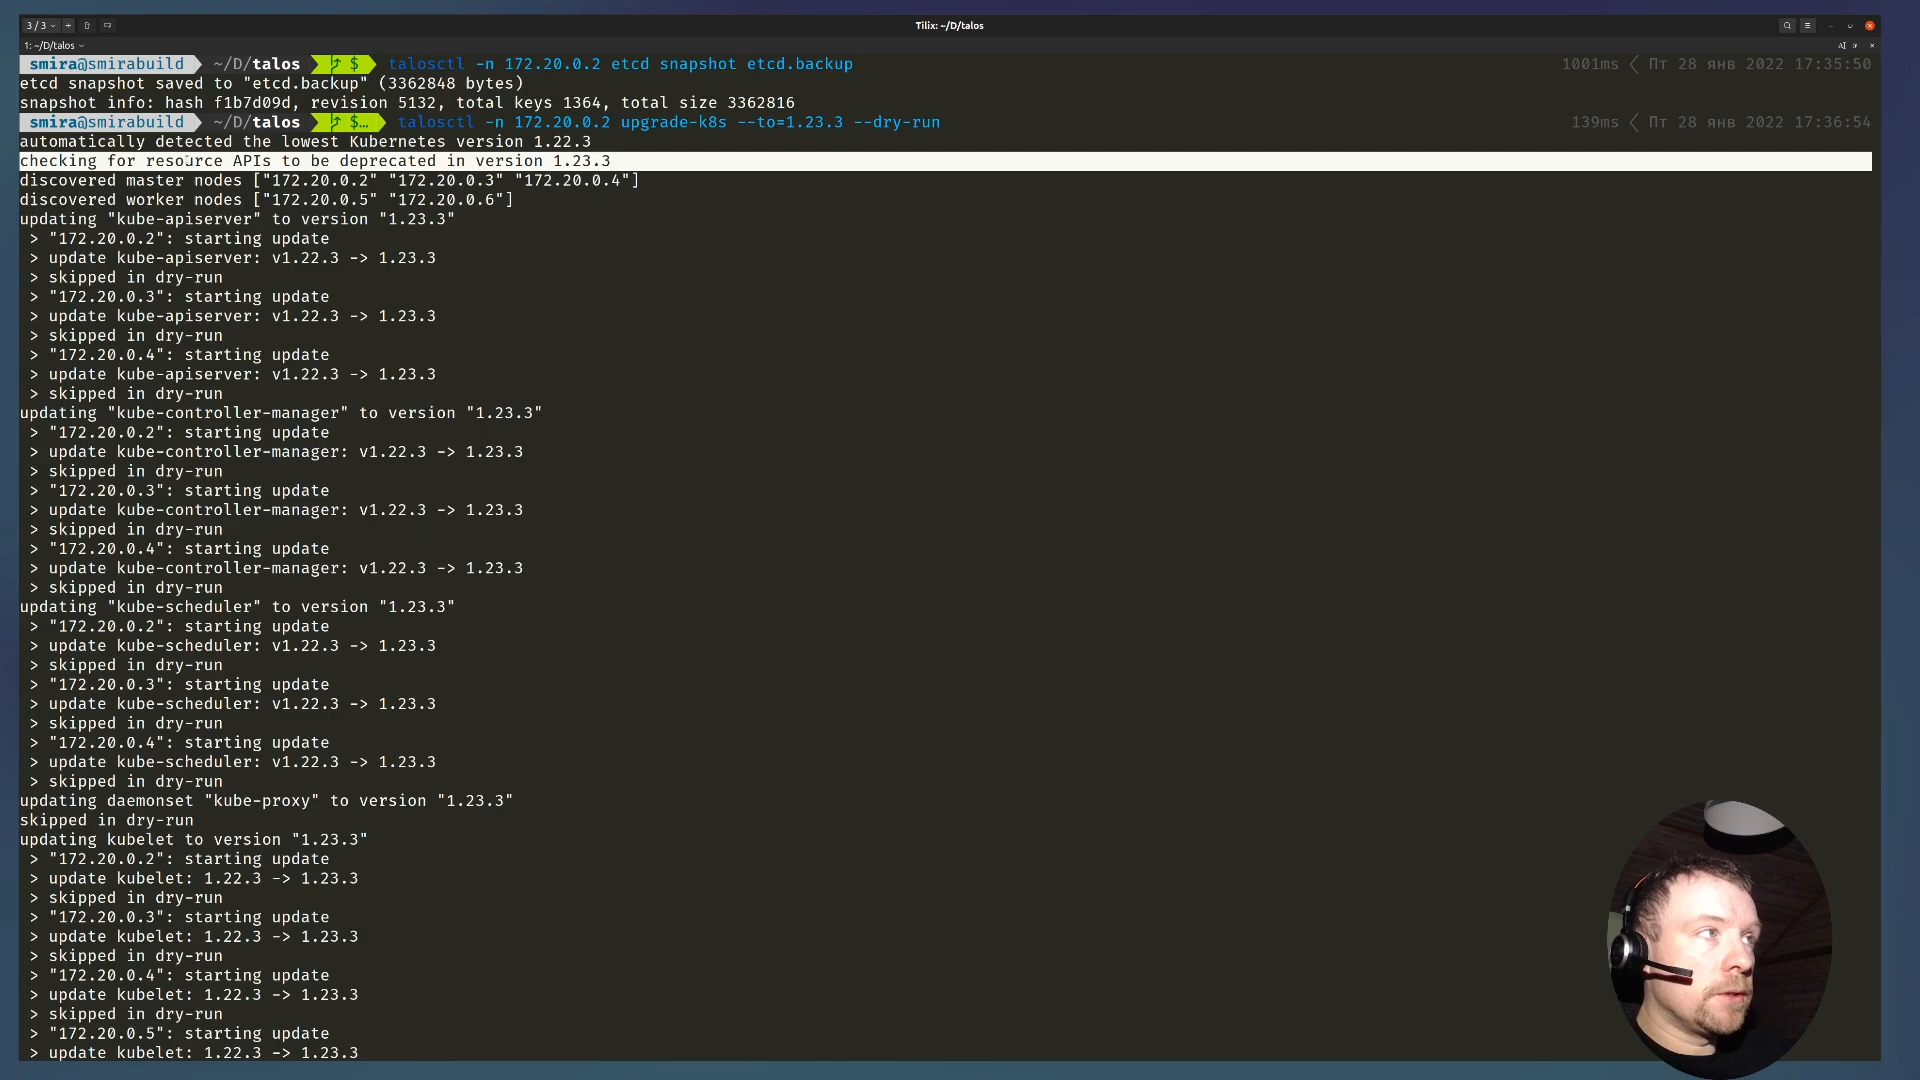 3 / 3
Tilix: ~/D/talos
1: ~/D/talos
smira@smirabuild ~/D/talos $ talosctl -n 172.20.0.2 etcd snapshot etcd.backup 1001ms Пт 28 янв 2022 17:35:50
etcd snapshot saved to "etcd.backup" (3362848 bytes)
snapshot info: hash f1b7d09d, revision 5132, total keys 1364, total size 3362816
smira@smirabuild ~/D/talos $… talosctl -n 172.20.0.2 upgrade-k8s --to=1.23.3 --dry-run 139ms Пт 28 янв 2022 17:36:54
automatically detected the lowest Kubernetes version 1.22.3
checking for resource APIs to be deprecated in version 1.23.3
discovered master nodes ["172.20.0.2" "172.20.0.3" "172.20.0.4"]
discovered worker nodes ["172.20.0.5" "172.20.0.6"]
updating "kube-apiserver" to version "1.23.3"
> "172.20.0.2": starting update
> update kube-apiserver: v1.22.3 -> 1.23.3
> skipped in dry-run
> "172.20.0.3": starting update
> update kube-apiserver: v1.22.3 -> 1.23.3
> skipped in dry-run
> "172.20.0.4": starting update
> update kube-apiserver: v1.22.3 -> 1.23.3
> skipped in dry-run
updating "kube-controller-manager" to version "1.23.3"
> "172.20.0.2": starting update
> update kube-controller-manager: v1.22.3 -> 1.23.3
> skipped in dry-run
> "172.20.0.3": starting update
> update kube-controller-manager: v1.22.3 -> 1.23.3
> skipped in dry-run
> "172.20.0.4": starting update
> update kube-controller-manager: v1.22.3 -> 1.23.3
> skipped in dry-run
updating "kube-scheduler" to version "1.23.3"
> "172.20.0.2": starting update
> update kube-scheduler: v1.22.3 -> 1.23.3
> skipped in dry-run
> "172.20.0.3": starting update
> update kube-scheduler: v1.22.3 -> 1.23.3
> skipped in dry-run
> "172.20.0.4": starting update
> update kube-scheduler: v1.22.3 -> 1.23.3
> skipped in dry-run
updating daemonset "kube-proxy" to version "1.23.3"
skipped in dry-run
updating kubelet to version "1.23.3"
> "172.20.0.2": starting update
> update kubelet: 1.22.3 -> 1.23.3
> skipped in dry-run
> "172.20.0.3": starting update
> update kubelet: 1.22.3 -> 1.23.3
> skipped in dry-run
> "172.20.0.4": starting update
> update kubelet: 1.22.3 -> 1.23.3
> skipped in dry-run
> "172.20.0.5": starting update
> update kubelet: 1.22.3 -> 1.23.3